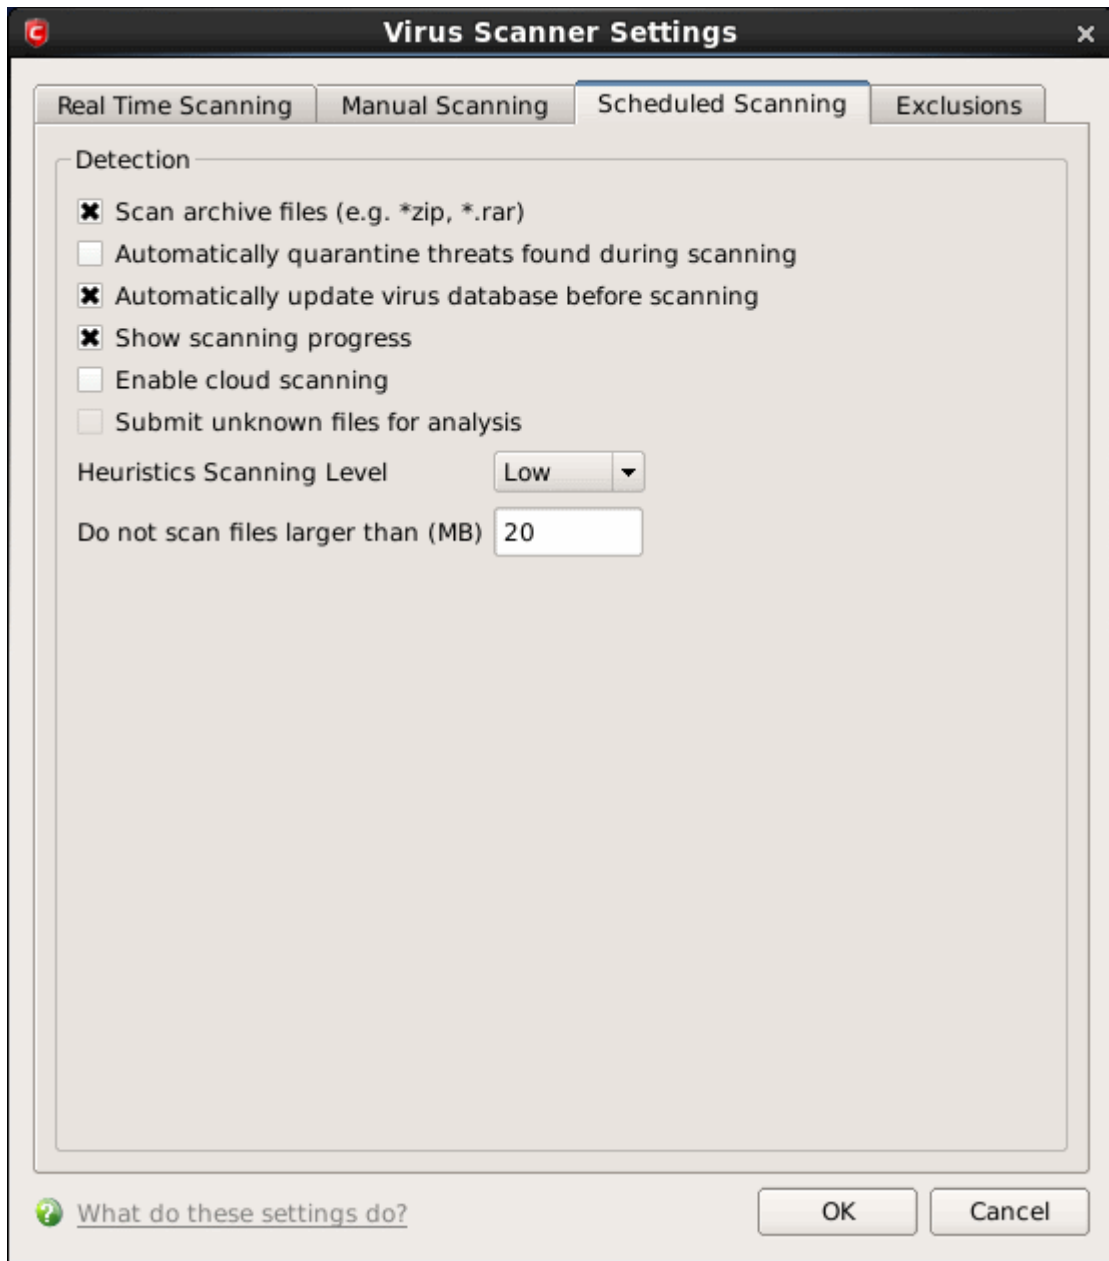 Virus Scanner Settings
Real Time Scanning Manual Scanning Scheduled Scanning Exclusions
Detection
Scan archive files (e.g. *zip, *.rar)
Automatically quarantine threats found during scanning
Automatically update virus database before scanning
Show scanning progress
Enable cloud scanning
Submit unknown files for analysis
Heuristics Scanning Level Low
Do not scan files larger than (MB) 20
What do these settings do? OK Cancel